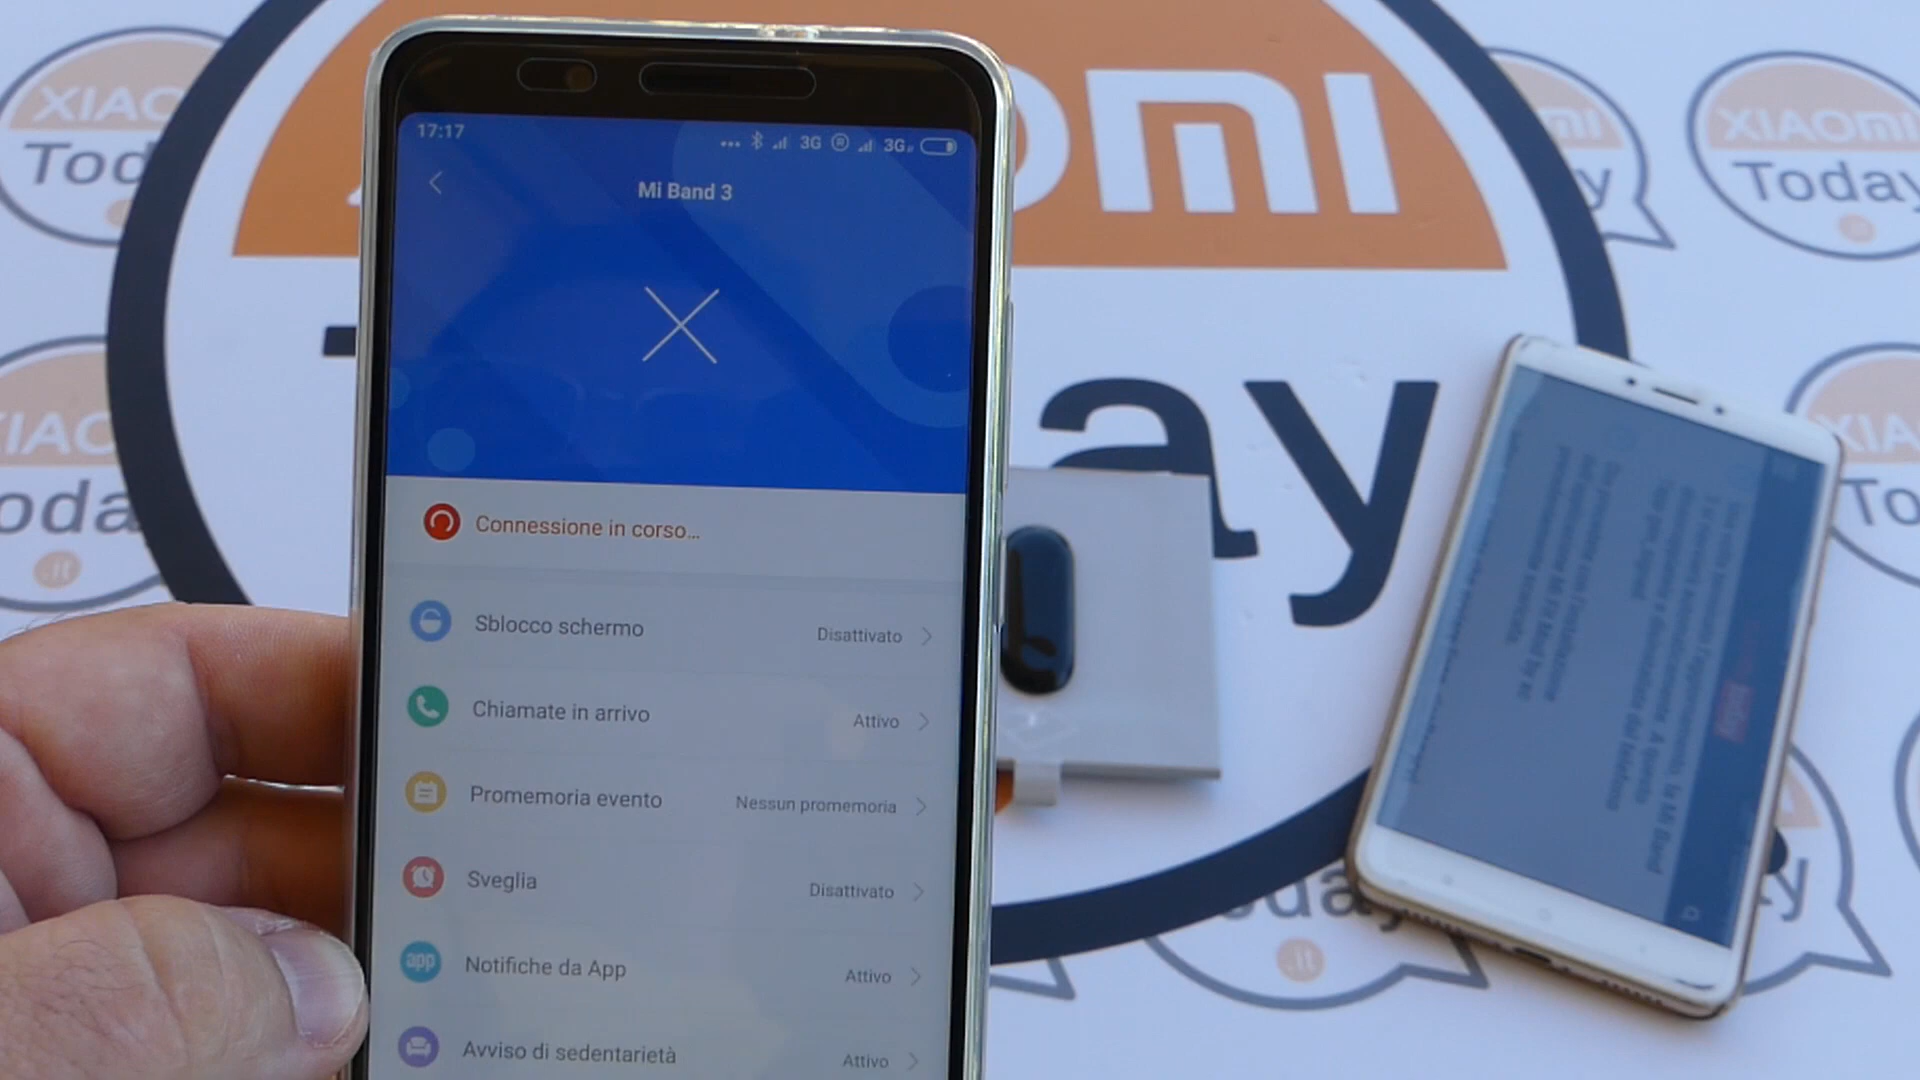 17:17
3G
3G
Mi Band 3
Connessione in corso...
Sblocco schermo
Disattivato
Chiamate in arrivo
Attivo
Promemoria evento
Nessun promemoria
Sveglia
Disattivato
app
Notifiche da App
Attivo
Avviso di sedentarietà
Attivo
XIAOMI
Today
.it